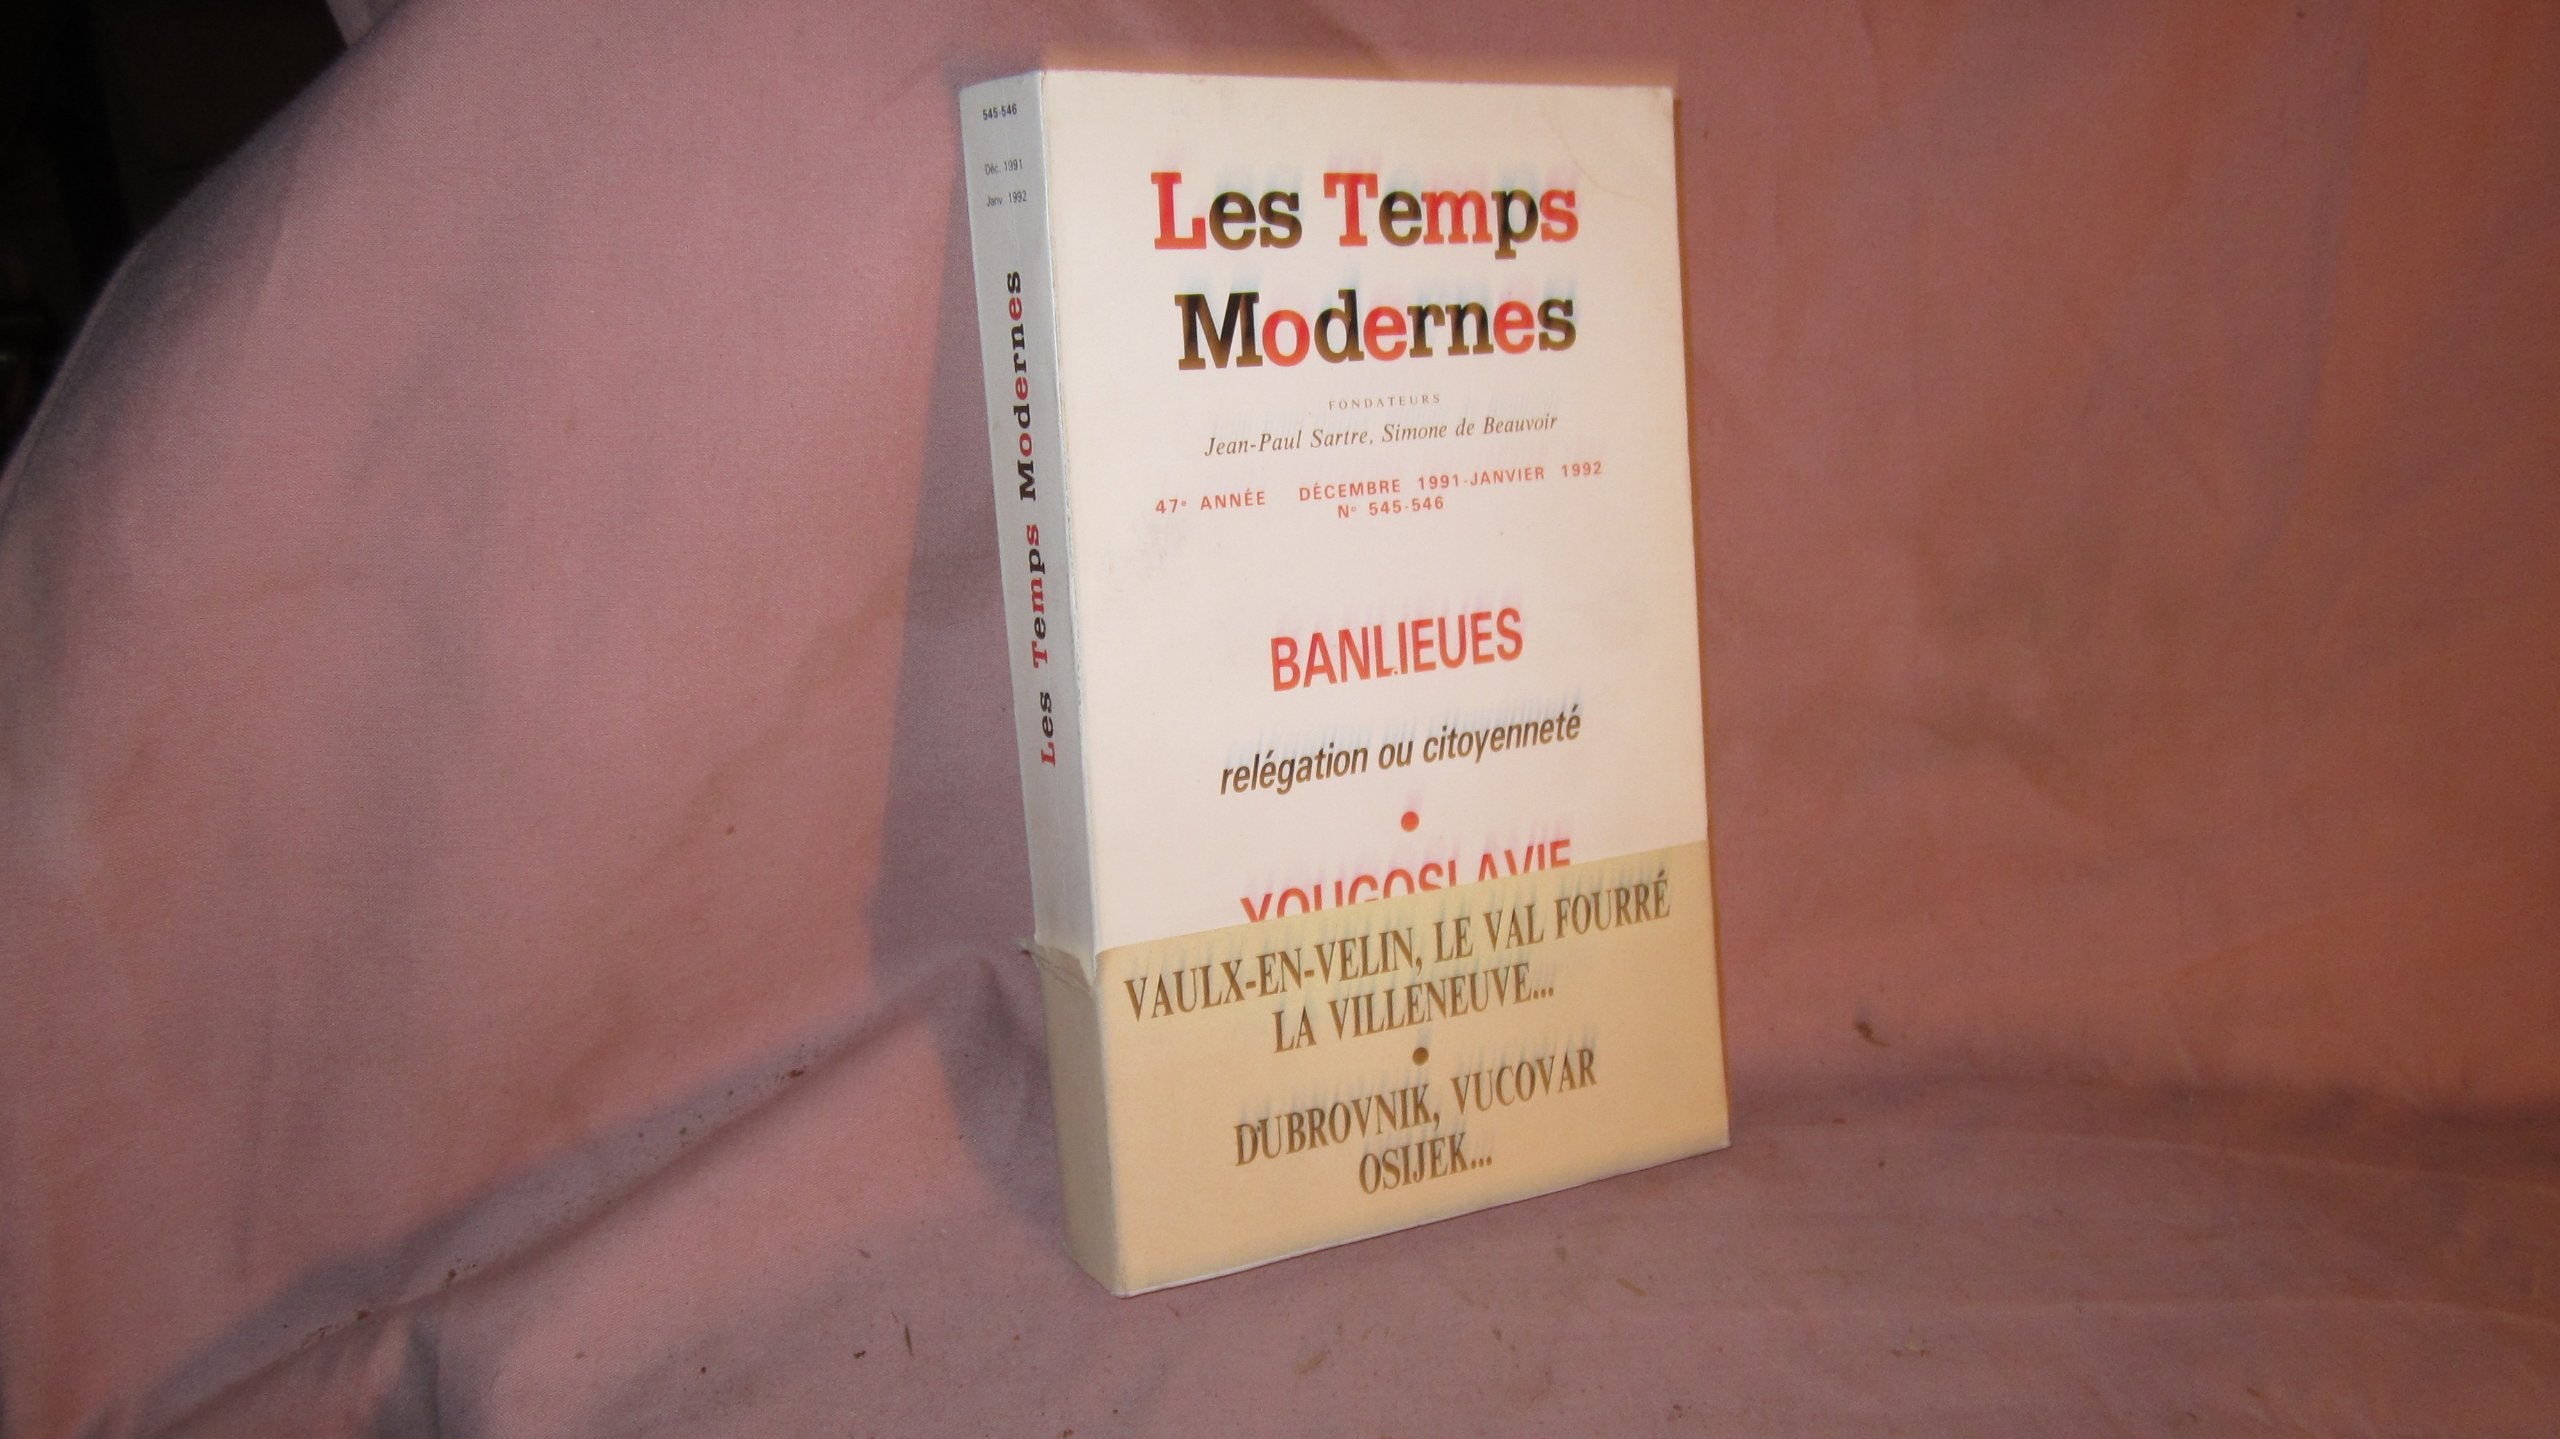 545-546
Déc. 1991
Janv. 1992
Les Temps Modernes
Les Temps
Modernes
FONDATEURS
Jean-Paul Sartre, Simone de Beauvoir
47e ANNÉE DÉCEMBRE 1991-JANVIER 1992
No 545-546
BANLIEUES
relégation ou citoyenneté
•
YOUGOSLAVIE
VAULX-EN-VELIN, LE VAL FOURRÉ
LA VILLENEUVE...
•
DUBROVNIK, VUCOVAR
OSIJEK...